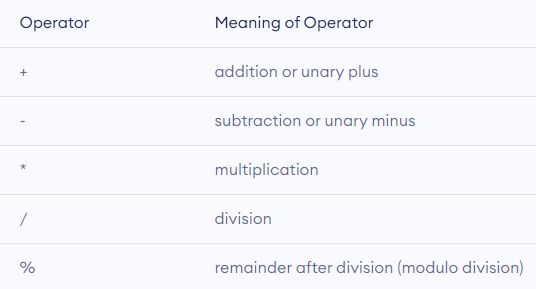 Operator Meaning of Operator
+ addition or unary plus
- subtraction or unary minus
* multiplication
/ division
% remainder after division (modulo division)